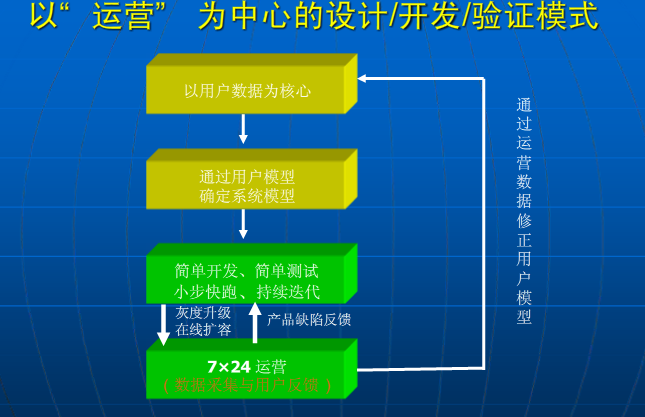 以“ 运营” 为中心的设计/开发/验证模式
以用户数据为核心
通过用户模型
确定系统模型
简单开发、简单测试
小步快跑、持续迭代
灰度升级
在线扩容
产品缺陷反馈
7×24 运营
（ 数据采集与用户反馈 ）
通过运营数据修正用户模型